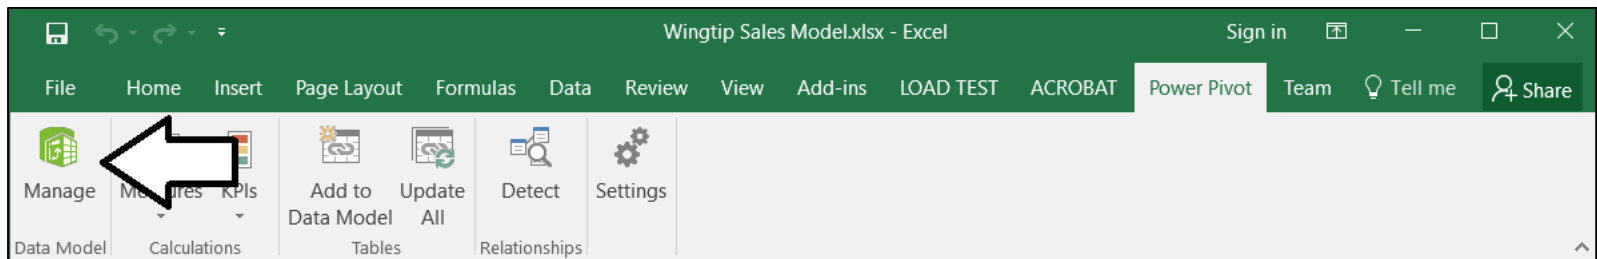 Wingtip Sales Model.xlsx - Excel
Sign in
File Home Insert Page Layout Formulas Data Review View Add-ins LOAD TEST ACROBAT Power Pivot Team Tell me Share
Manage KPIs Add to Update Detect Settings
Data Model All
Data Model Calculations Tables Relationships